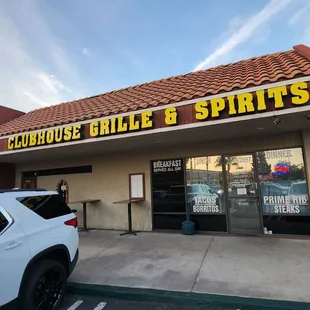 CLUBHOUSE GRILLE & SPIRITS
BREAKFAST
SERVED ALL DAY
TACOS
BURRITOS
DINNER
PRIME RIB
STEAKS